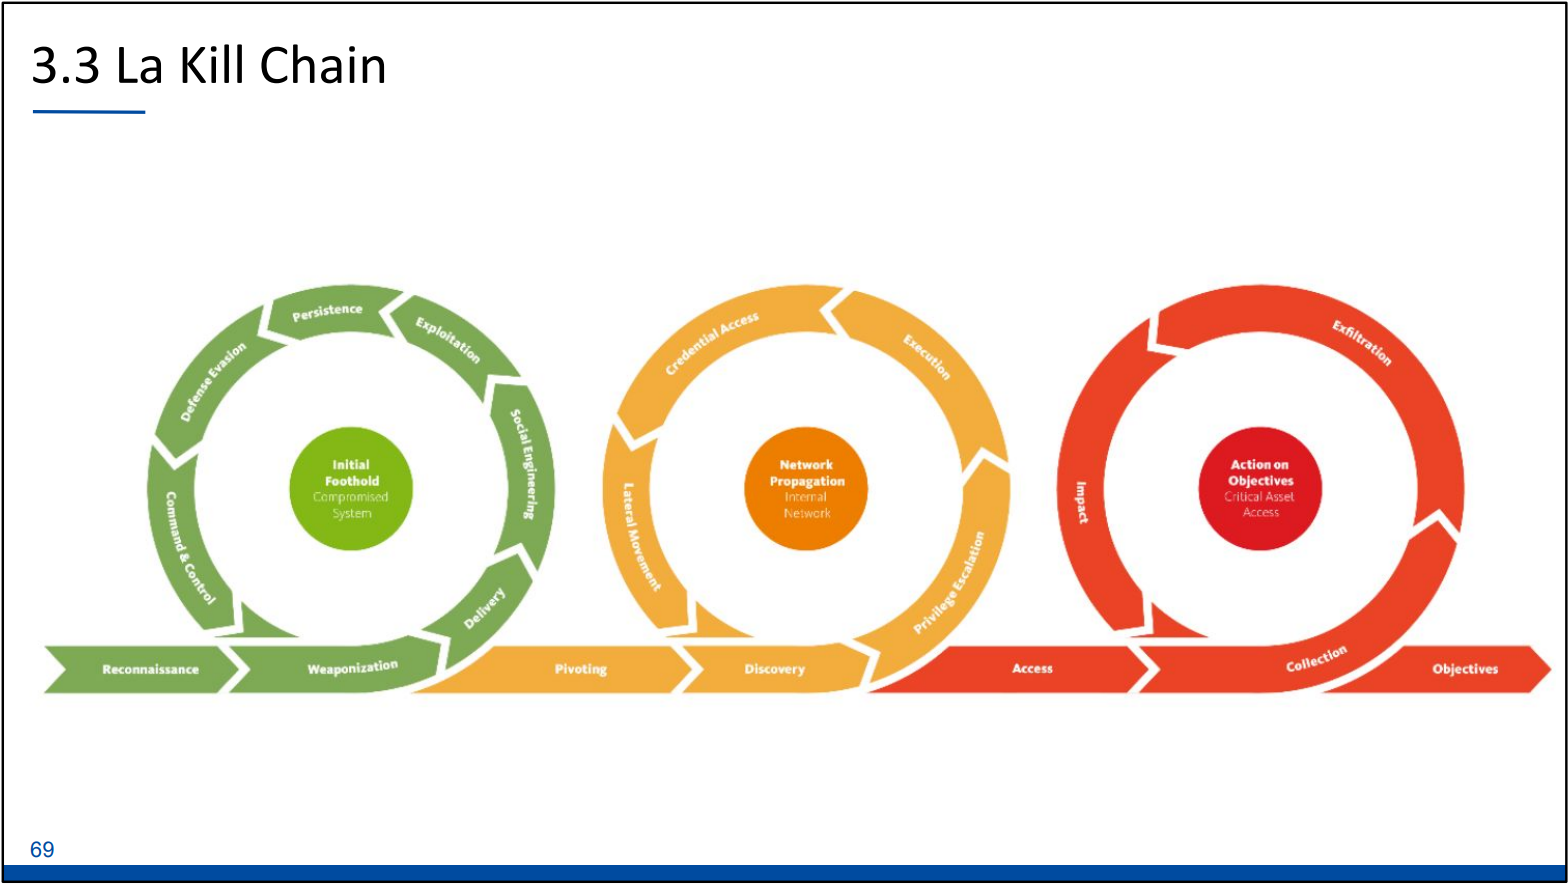 3.3 La Kill Chain
Reconnaissance
Weaponization
Delivery
Social Engineering
Exploitation
Persistence
Defense Evasion
Command & Control
Initial
Foothold
Compromised
System
Pivoting
Discovery
Privilege Escalation
Execution
Credential Access
Lateral Movement
Network
Propagation
Internal
Network
Access
Collection
Exfiltration
Impact
Action on
Objectives
Critical Asset
Access
Objectives
69